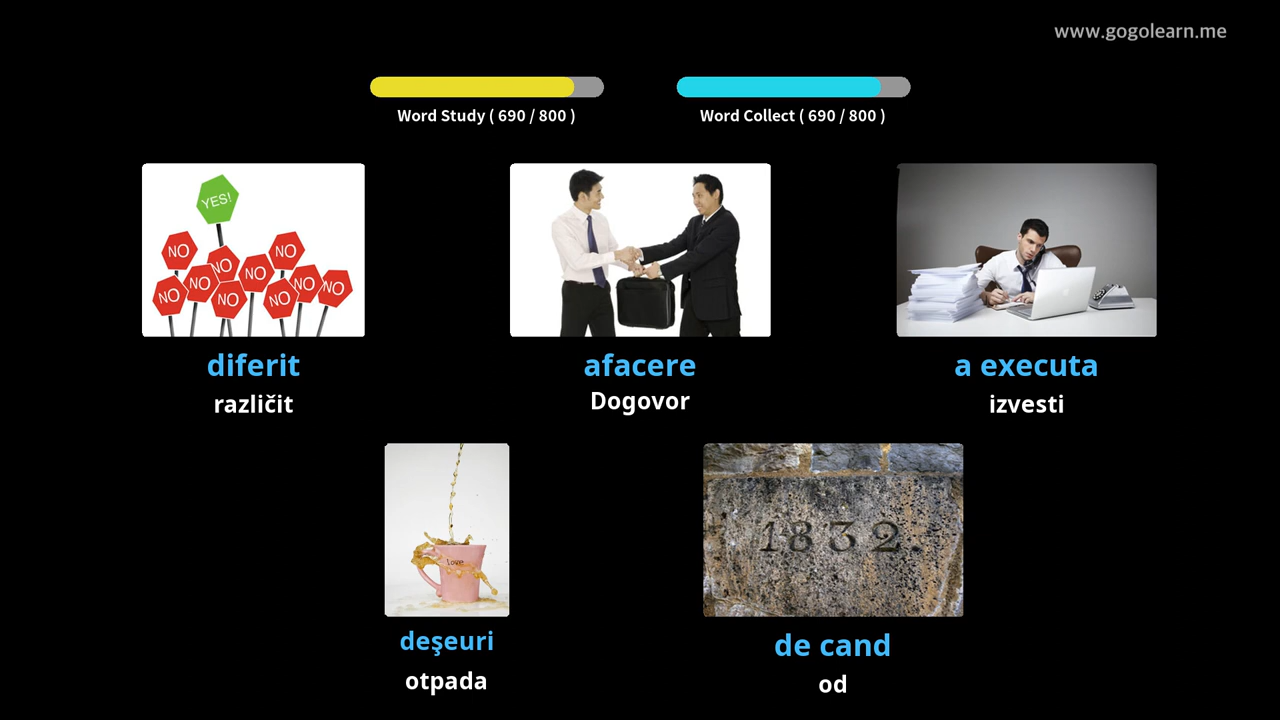 www.gogolearn.me
Word Study ( 690 / 800 )
Word Collect ( 690 / 800 )
YES!
NO
NO
NO
NO
NO
NO
NO
NO
NO
diferit
različit
afacere
Dogovor
a executa
izvesti
love
deşeuri
otpada
1832.
de cand
od